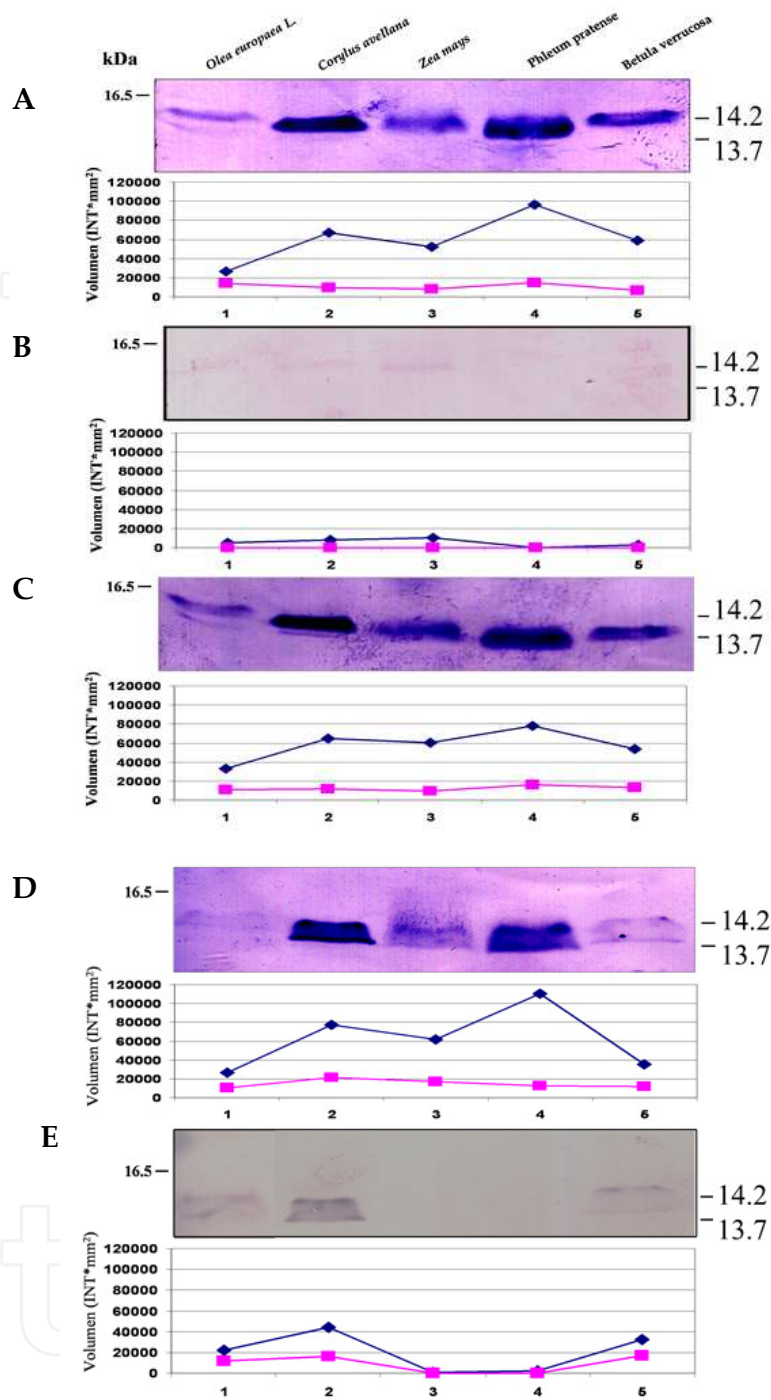 kDa
Olea europaea L.
Corylus avellana
Zea mays
Phleum pratense
Betula verrucosa
A
16.5
14.2
13.7
Volumen (INT*mm²)
120000
100000
80000
60000
40000
20000
0
1 2 3 4 5
B
16.5
14.2
13.7
Volumen (INT*mm²)
120000
100000
80000
60000
40000
20000
0
1 2 3 4 5
C
16.5
14.2
13.7
Volumen (INT*mm²)
120000
100000
80000
60000
40000
20000
0
1 2 3 4 5
D
16.5
14.2
13.7
Volumen (INT*mm²)
120000
100000
80000
60000
40000
20000
0
1 2 3 4 5
E
16.5
14.2
13.7
Volumen (INT*mm²)
120000
100000
80000
60000
40000
20000
0
1 2 3 4 5